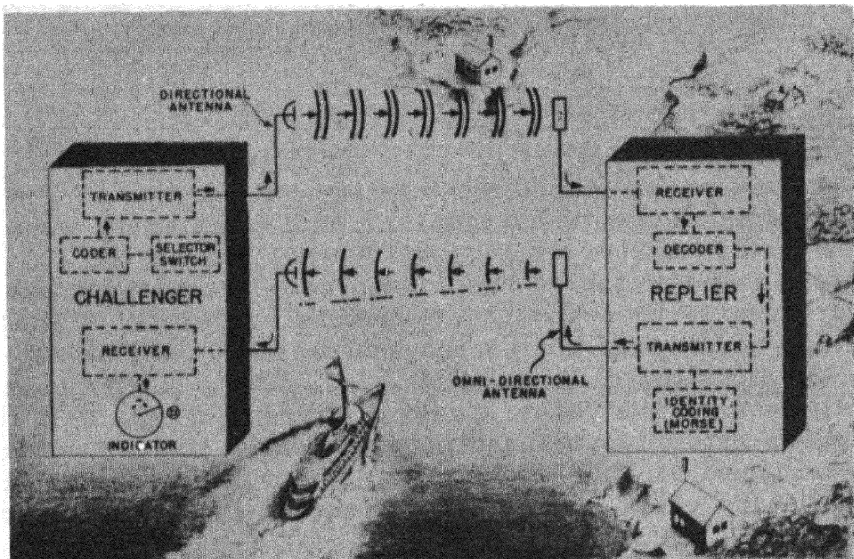 DIRECTIONAL
ANTENNA
TRANSMITTER
CODER
SELECTOR
SWITCH
CHALLENGER
RECEIVER
INDICATOR
RECEIVER
DECODER
REPLIER
TRANSMITTER
OMNI-DIRECTIONAL
ANTENNA
IDENTITY
CODING
(MORSE)